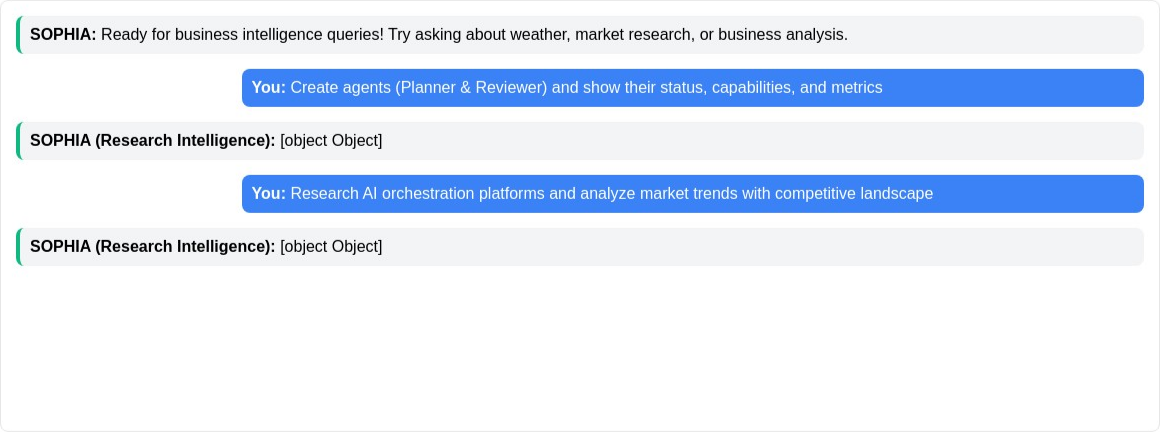 SOPHIA: Ready for business intelligence queries! Try asking about weather, market research, or business analysis.
You: Create agents (Planner & Reviewer) and show their status, capabilities, and metrics
SOPHIA (Research Intelligence): [object Object]
You: Research AI orchestration platforms and analyze market trends with competitive landscape
SOPHIA (Research Intelligence): [object Object]